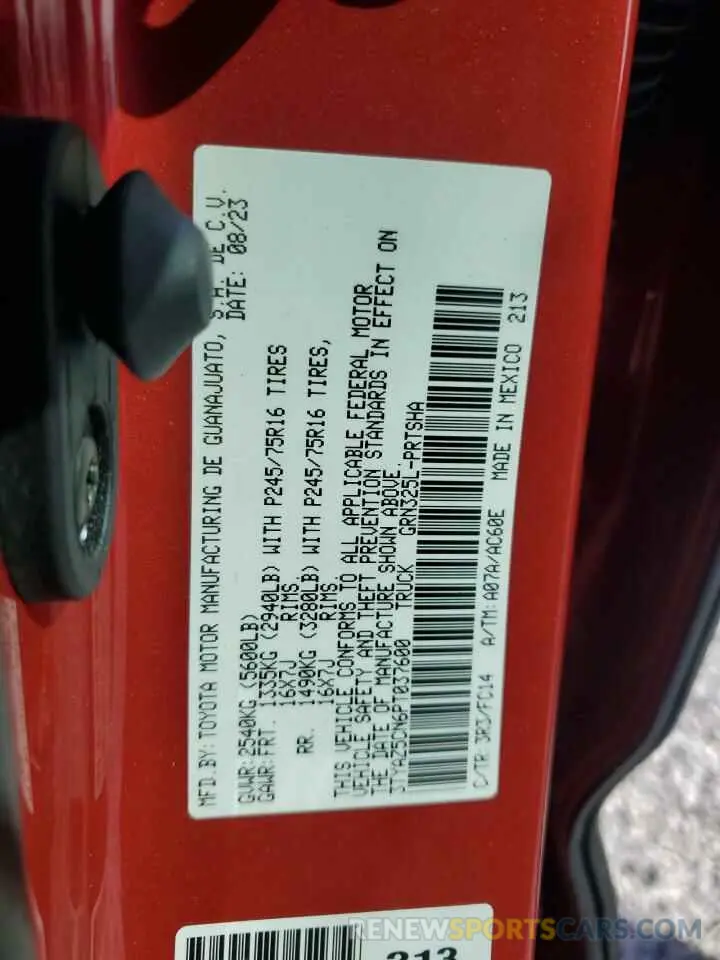 MFD.BY: TOYOTA MOTOR MANUFACTURING DE GUANAJUATO, S.A. DE C.V.
DATE: 08/23
GVWR: 2540KG (5600LB)
GAWR: FRT. 1335KG (2940LB) WITH P245/75R16 TIRES
16X7J RIMS
RR. 1490KG (3280LB) WITH P245/75R16 TIRES,
16X7J RIMS
THIS VEHICLE CONFORMS TO ALL APPLICABLE FEDERAL MOTOR
VEHICLE SAFETY AND THEFT PREVENTION STANDARDS IN EFFECT ON
THE DATE OF MANUFACTURE SHOWN ABOVE.
3TYAZ5CN6PT037600 TRUCK GRN325L-PRTSHA
C/TR: 3R3/FC14 A/TM: A07A/AC60E MADE IN MEXICO 213
213
RENEWSPORTSCARS.COM